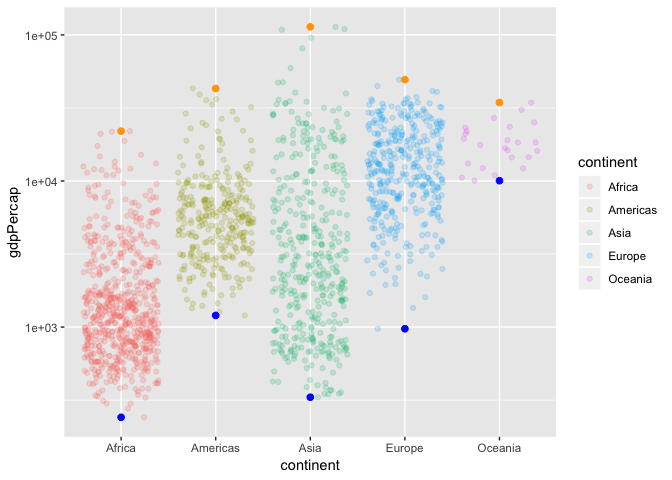 1e+05
1e+04
1e+03
gdpPercap
Africa
Americas
Asia
Europe
Oceania
continent
continent
Africa
Americas
Asia
Europe
Oceania